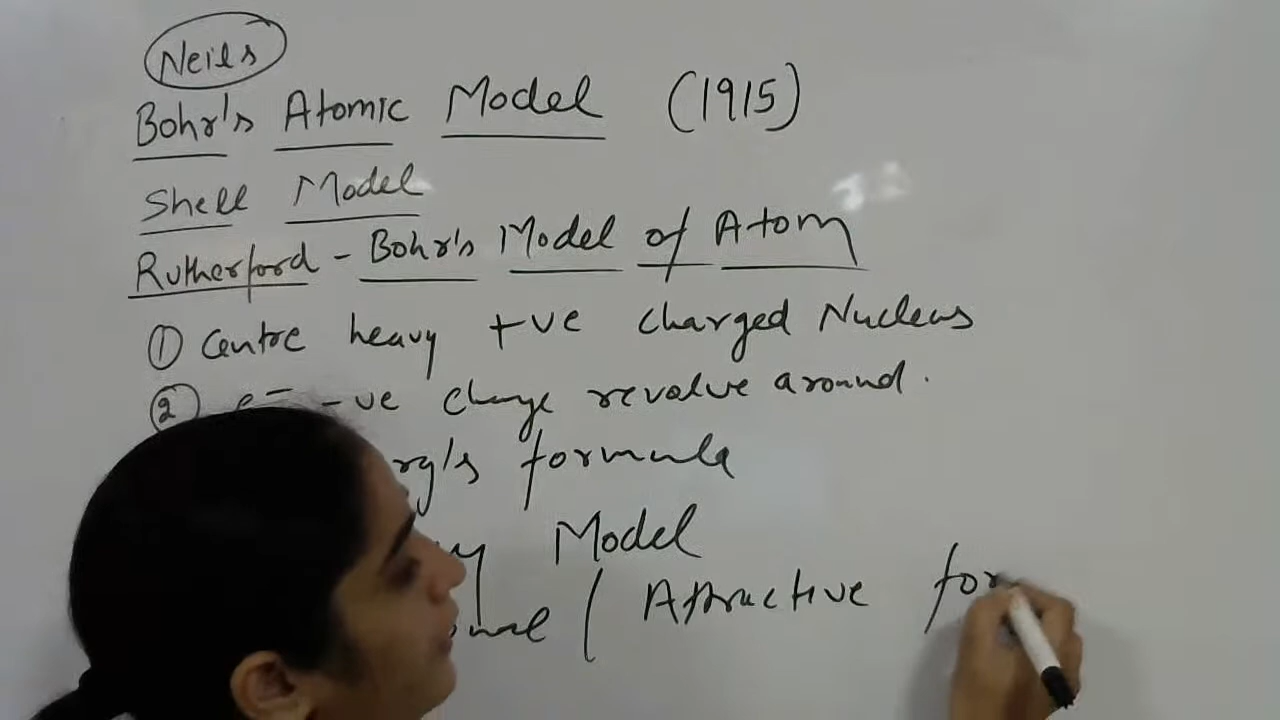 Neils
Bohr's Atomic Model (1915)
Shell Model
Rutherford - Bohr's Model of Atom
① Centre heavy +ve charged Nucleus
② e⁻ -ve charge revolve around.
formula
Model
/ Attractive for